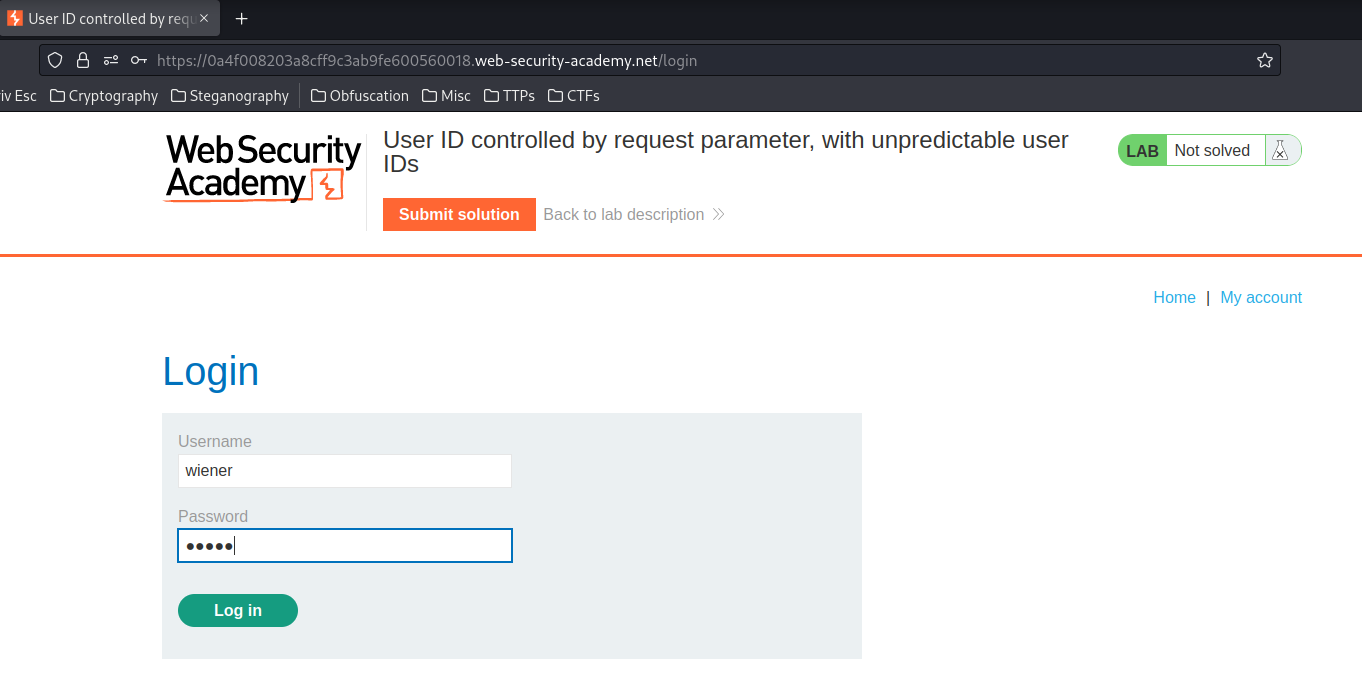 User ID controlled by requ
https://0a4f008203a8cff9c3ab9fe600560018.web-security-academy.net/login
iv Esc Cryptography Steganography Obfuscation Misc TTPs CTFs
Web Security
Academy
User ID controlled by request parameter, with unpredictable user
IDs
LAB Not solved
Submit solution Back to lab description
Home | My account
Login
Username
wiener
Password
•••••
Log in